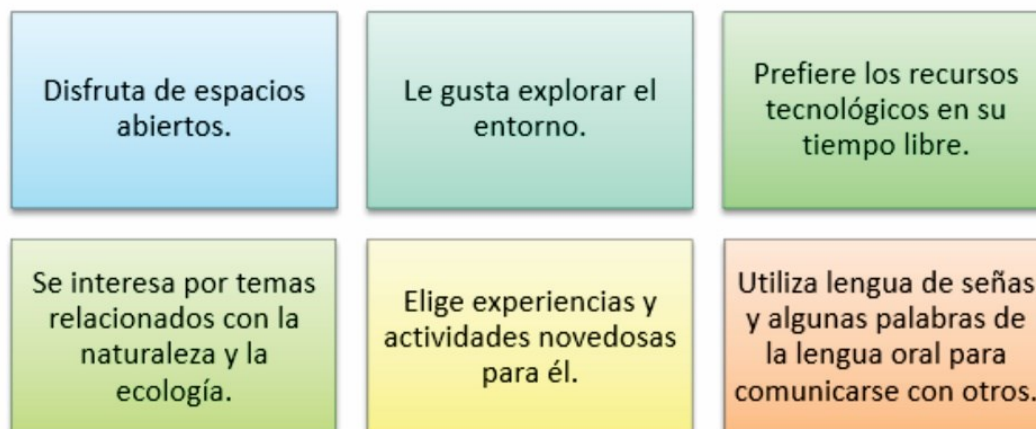 Disfruta de espacios
abiertos.
Le gusta explorar el
entorno.
Prefiere los recursos
tecnológicos en su
tiempo libre.
Se interesa por temas
relacionados con la
naturaleza y la
ecología.
Elige experiencias y
actividades novedosas
para él.
Utiliza lengua de señas
y algunas palabras de
la lengua oral para
comunicarse con otros.